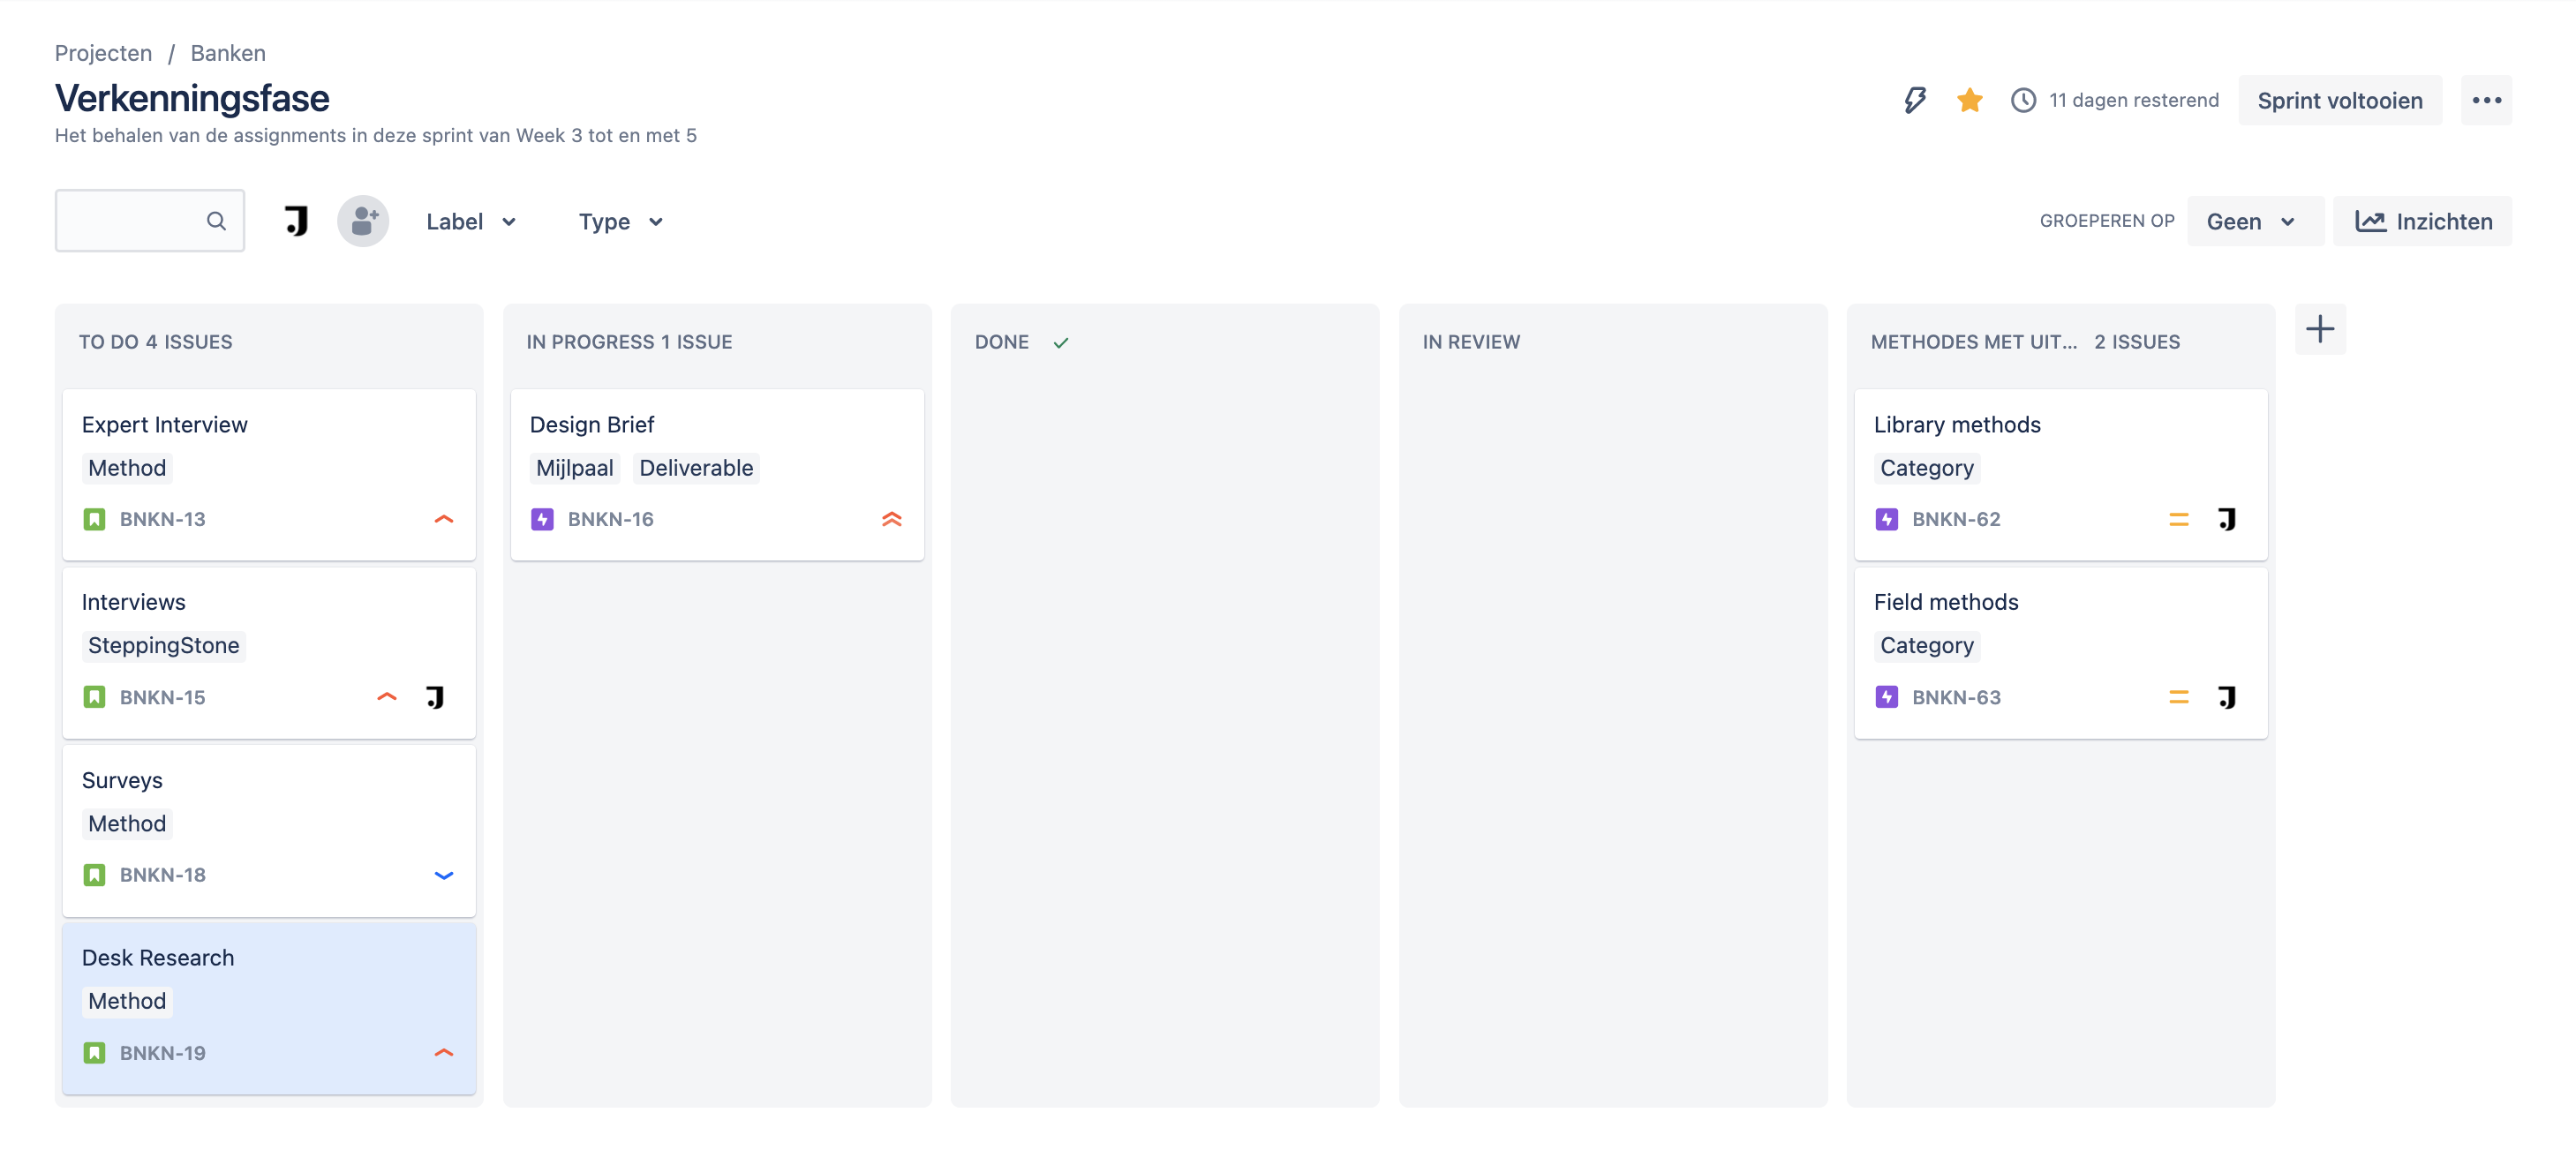 Projecten / Banken
Verkenningsfase
Het behalen van de assignments in deze sprint van Week 3 tot en met 5
11 dagen resterend
Sprint voltooien
J
Label
Type
GROEPEREN OP
Geen
Inzichten
TO DO 4 ISSUES
Expert Interview
Method
BNKN-13
Interviews
SteppingStone
BNKN-15
J
Surveys
Method
BNKN-18
Desk Research
Method
BNKN-19
IN PROGRESS 1 ISSUE
Design Brief
Mijlpaal Deliverable
BNKN-16
DONE
IN REVIEW
METHODES MET UIT... 2 ISSUES
Library methods
Category
BNKN-62
J
Field methods
Category
BNKN-63
J